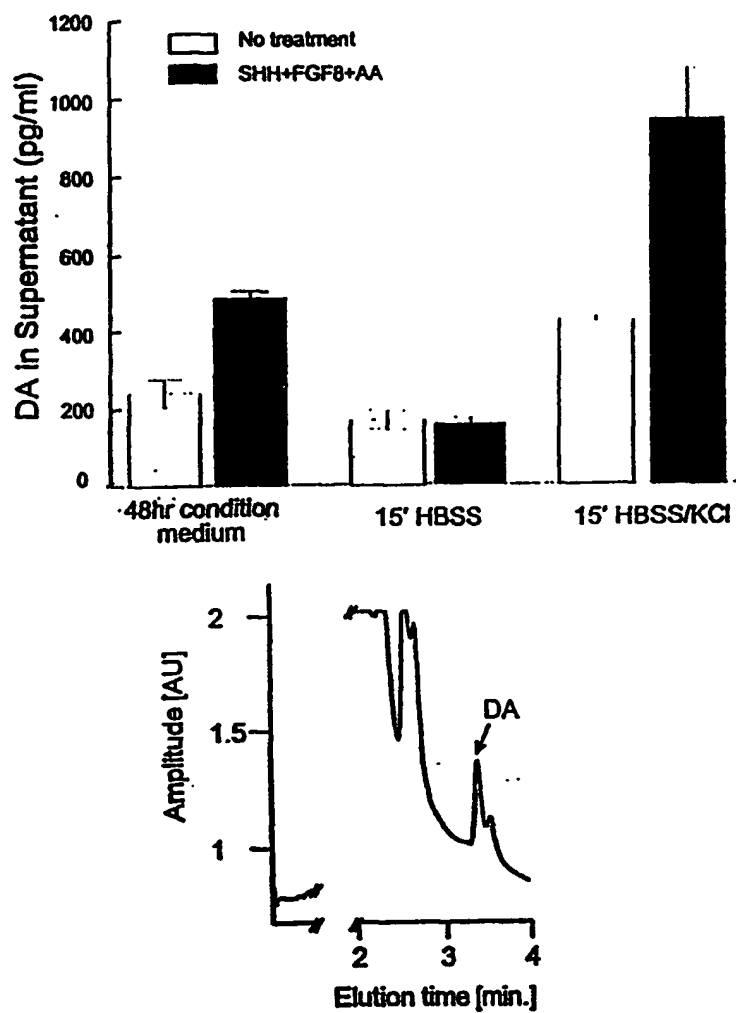 1200
1000
800
600
400
200
0
DA in Supernatant (pg/ml)
No treatment
SHH+FGF8+AA
48hr condition
medium
15' HBSS
15' HBSS/KCl
2
1.5
1
Amplitude [AU]
DA
2
3
4
Elution time [min.]